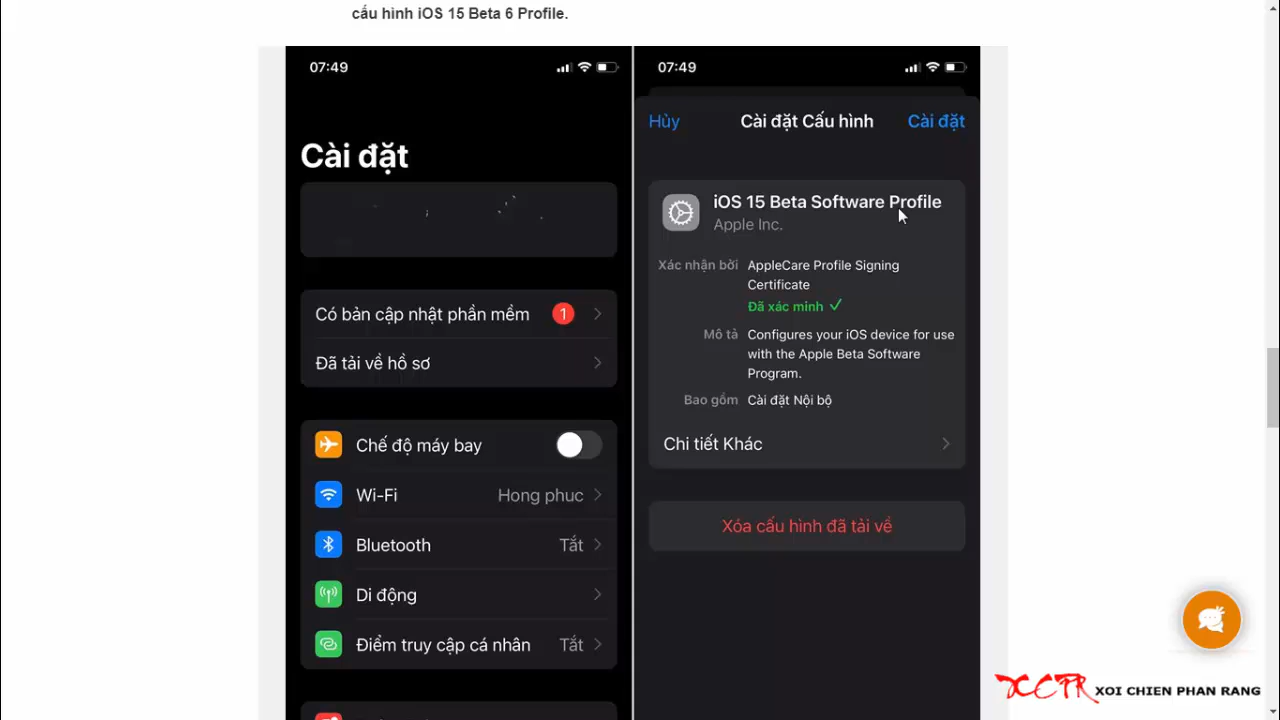 cấu hình iOS 15 Beta 6 Profile.
07:49
Cài đặt
Có bản cập nhật phần mềm 1
Đã tải về hồ sơ
Chế độ máy bay
Wi-Fi Hong phuc
Bluetooth Tắt
Di động
Điểm truy cập cá nhân Tắt
07:49
Hủy Cài đặt Cấu hình Cài đặt
iOS 15 Beta Software Profile
Apple Inc.
Xác nhận bởi AppleCare Profile Signing
Certificate
Đã xác minh
Mô tả Configures your iOS device for use
with the Apple Beta Software
Program.
Bao gồm Cài đặt Nội bộ
Chi tiết Khác
Xóa cấu hình đã tải về
XCPR XOI CHIEN PHAN RANG